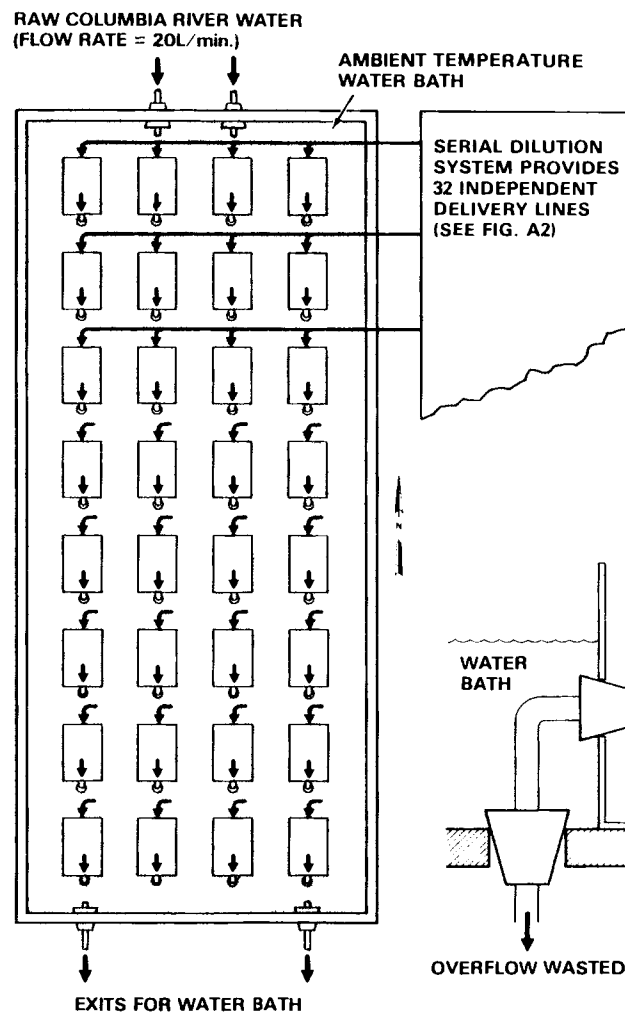 RAW COLUMBIA RIVER WATER
(FLOW RATE = 20L/min.)
AMBIENT TEMPERATURE
WATER BATH
SERIAL DILUTION
SYSTEM PROVIDES
32 INDEPENDENT
DELIVERY LINES
(SEE FIG. A2)
N
WATER
BATH
OVERFLOW WASTED
EXITS FOR WATER BATH